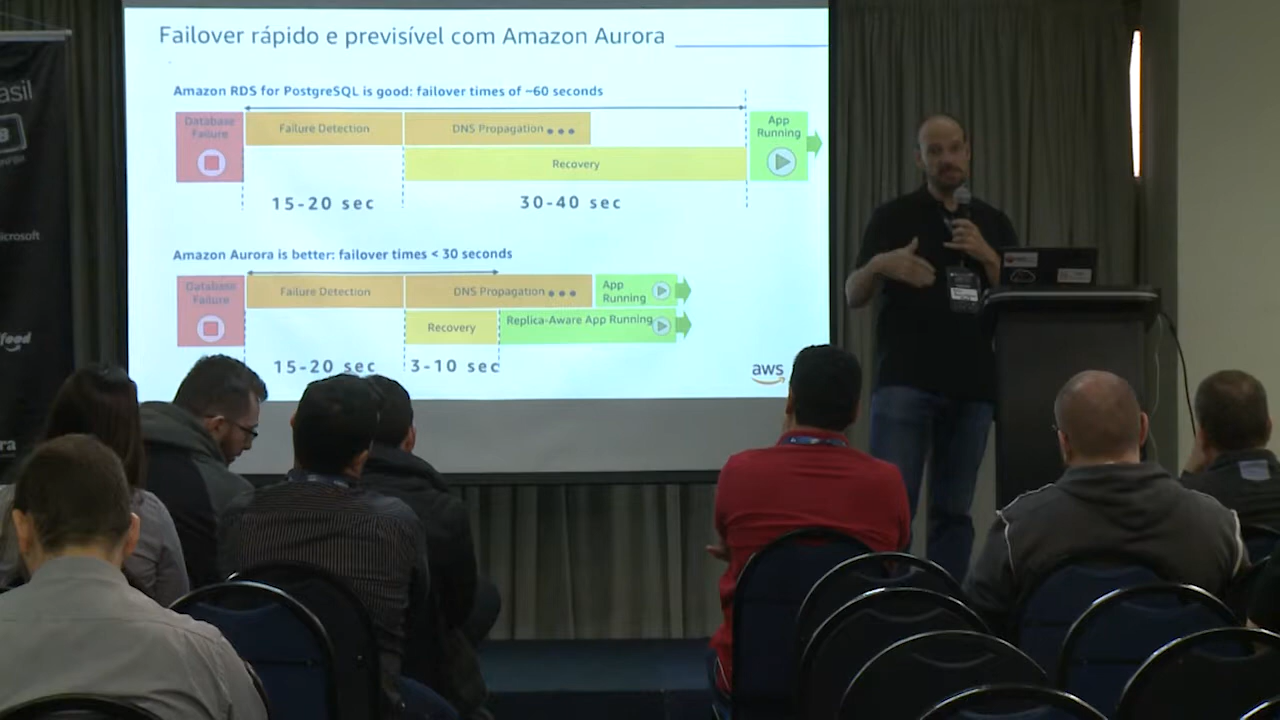 Failover rápido e previsível com Amazon Aurora
Amazon RDS for PostgreSQL is good: failover times of ~60 seconds
Database
Failure
Failure Detection
DNS Propagation
App
Running
Recovery
15-20 sec
30-40 sec
Amazon Aurora is better: failover times < 30 seconds
Database
Failure
Failure Detection
DNS Propagation
App
Running
Recovery
Replica-Aware App Running
15-20 sec
3-10 sec
aws